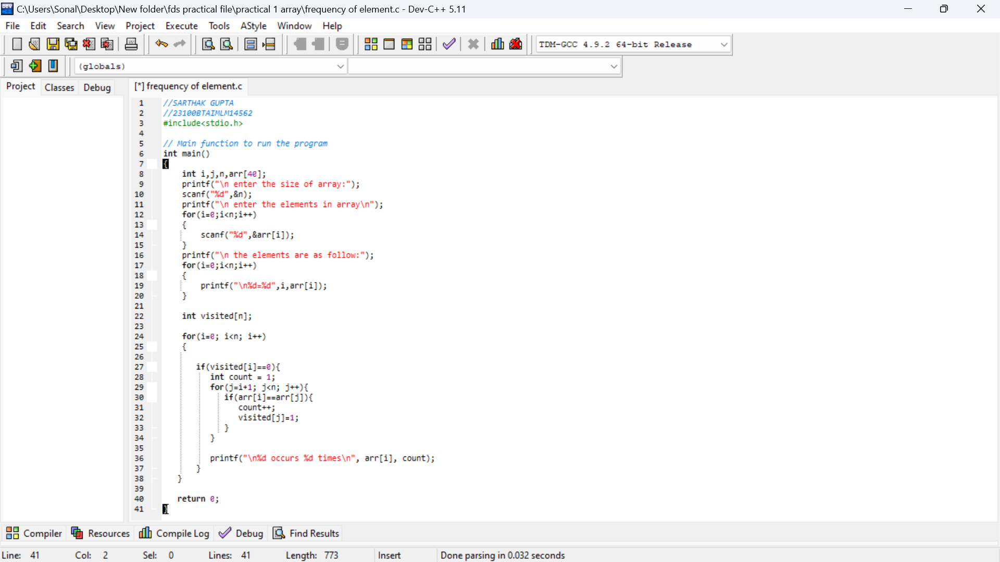 C:\Users\Sonal\Desktop\New folder\fds practical file\practical 1 array\frequency of element.c - Dev-C++ 5.11
File Edit Search View Project Execute Tools AStyle Window Help
TDM-GCC 4.9.2 64-bit Release
(globals)
Project Classes Debug [*] frequency of element.c
1 //SARTHAK GUPTA
2 //23100BTAIMLM14562
3 #include<stdio.h>
4
5 // Main function to run the program
6 int main()
7 {
8 int i,j,n,arr[40];
9 printf("\n enter the size of array:");
10 scanf("%d",&n);
11 printf("\n enter the elements in array\n");
12 for(i=0;i<n;i++)
13 {
14 scanf("%d",&arr[i]);
15 }
16 printf("\n the elements are as follow:");
17 for(i=0;i<n;i++)
18 {
19 printf("\n%d=%d",i,arr[i]);
20 }
21
22 int visited[n];
23
24 for(i=0; i<n; i++)
25 {
26
27 if(visited[i]==0){
28 int count = 1;
29 for(j=i+1; j<n; j++){
30 if(arr[i]==arr[j]){
31 count++;
32 visited[j]=1;
33 }
34 }
35
36 printf("\n%d occurs %d times\n", arr[i], count);
37 }
38 }
39
40 return 0;
41 }
Compiler Resources Compile Log Debug Find Results
Line: 41 Col: 2 Sel: 0 Lines: 41 Length: 773 Insert Done parsing in 0.032 seconds